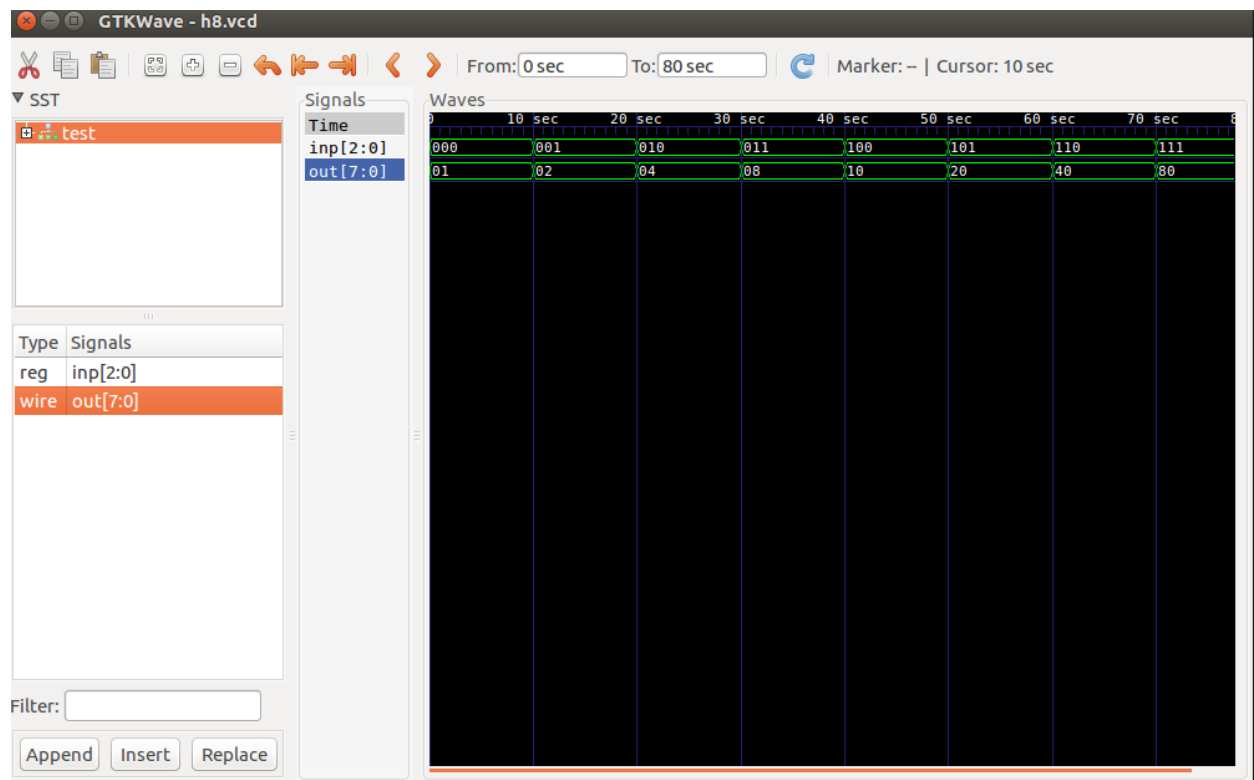 GTKWave - h8.vcd
From: 0 sec To: 80 sec Marker: -- | Cursor: 10 sec
SST
test
Type Signals
reg inp[2:0]
wire out[7:0]
Filter:
Append Insert Replace
Signals
Time
inp[2:0]
out[7:0]
Waves
0 10 sec 20 sec 30 sec 40 sec 50 sec 60 sec 70 sec 8
000 001 010 011 100 101 110 111
01 02 04 08 10 20 40 80